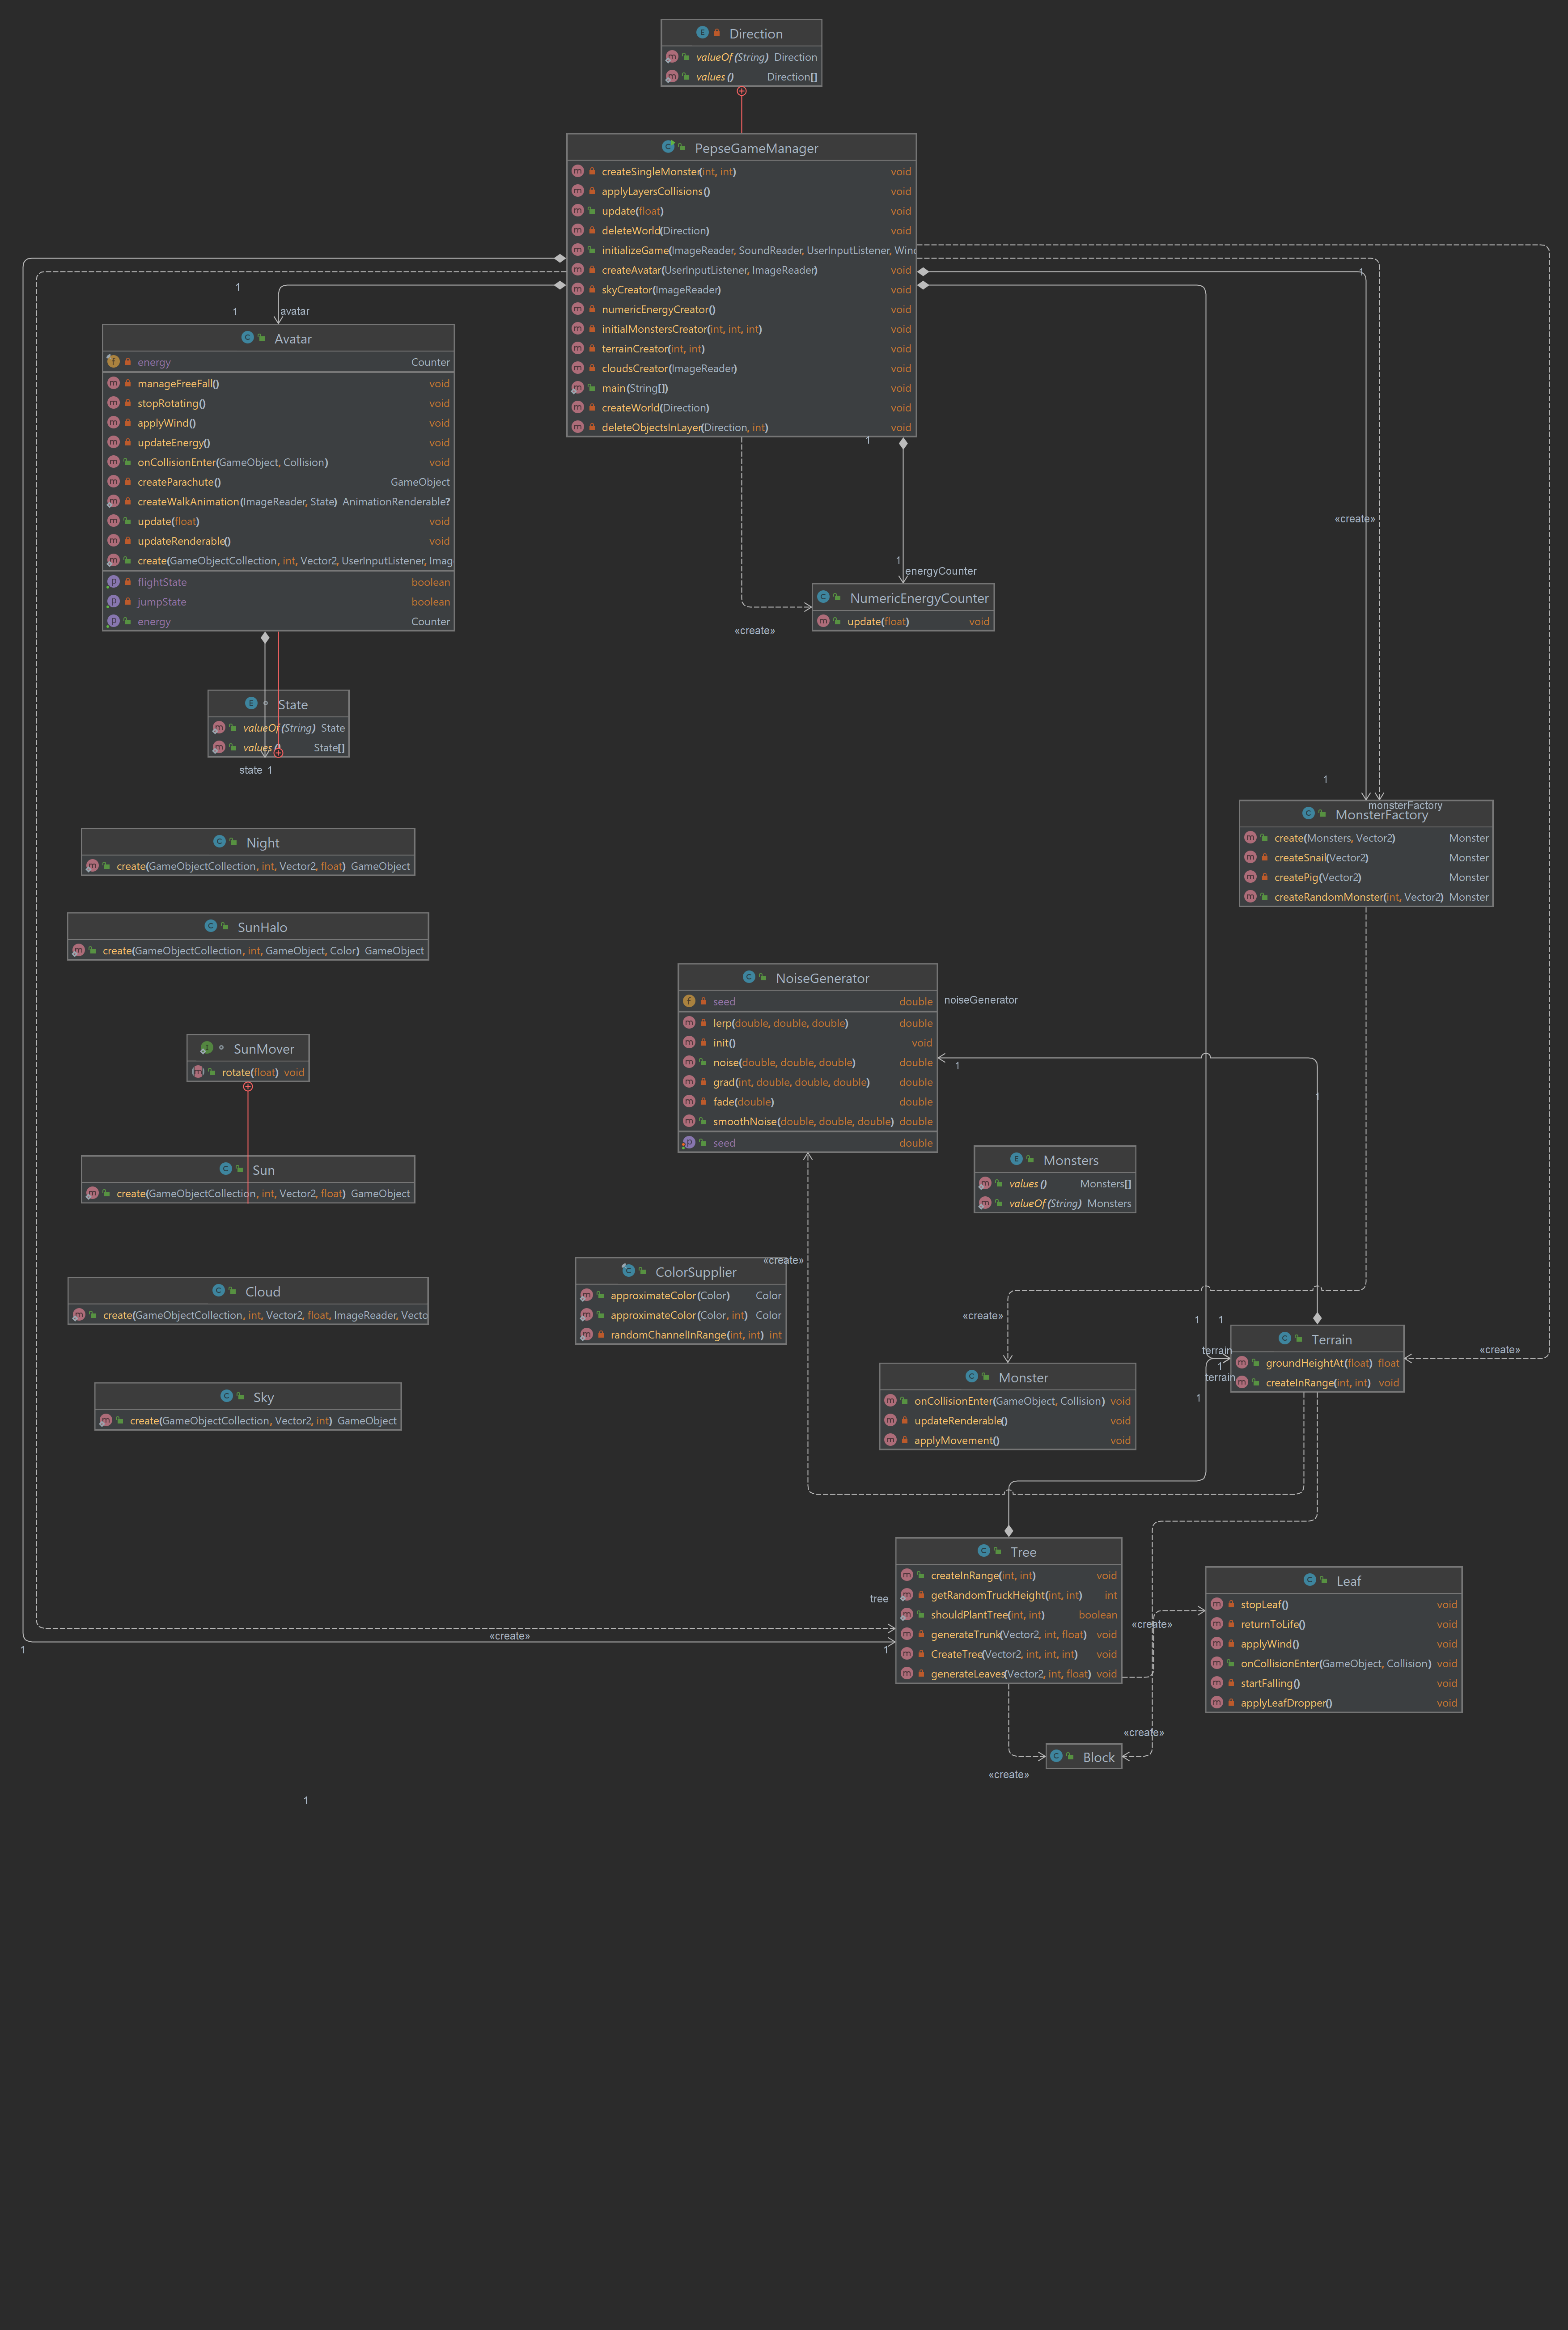 Direction
valueOf(String) Direction
values() Direction[]
PepseGameManager
createSingleMonster(int, int) void
applyLayersCollisions() void
update(float) void
deleteWorld(Direction) void
initializeGame(ImageReader, SoundReader, UserInputListener, Winc
createAvatar(UserInputListener, ImageReader) void
skyCreator(ImageReader) void
numericEnergyCreator() void
initialMonstersCreator(int, int, int) void
terrainCreator(int, int) void
cloudsCreator(ImageReader) void
main(String[]) void
createWorld(Direction) void
deleteObjectsInLayer(Direction, int) void
1
1
avatar
1
1
Avatar
energy Counter
manageFreeFall() void
stopRotating() void
applyWind() void
updateEnergy() void
onCollisionEnter(GameObject, Collision) void
createParachute() GameObject
createWalkAnimation(ImageReader, State) AnimationRenderable?
update(float) void
updateRenderable() void
create(GameObjectCollection, int, Vector2, UserInputListener, Imag
flightState boolean
jumpState boolean
energy Counter
«create»
1
energyCounter
NumericEnergyCounter
update(float) void
«create»
State
valueOf(String) State
values() State[]
state 1
1
monsterFactory
MonsterFactory
create(Monsters, Vector2) Monster
createSnail(Vector2) Monster
createPig(Vector2) Monster
createRandomMonster(int, Vector2) Monster
Night
create(GameObjectCollection, int, Vector2, float) GameObject
SunHalo
create(GameObjectCollection, int, GameObject, Color) GameObject
NoiseGenerator
noiseGenerator
seed double
lerp(double, double, double) double
init() void
noise(double, double, double) double
grad(int, double, double, double) double
fade(double) double
smoothNoise(double, double, double) double
seed double
1
1
SunMover
rotate(float) void
Monsters
values() Monsters[]
valueOf(String) Monsters
Sun
create(GameObjectCollection, int, Vector2, float) GameObject
«create»
ColorSupplier
approximateColor(Color) Color
approximateColor(Color, int) Color
randomChannelInRange(int, int) int
Cloud
create(GameObjectCollection, int, Vector2, float, ImageReader, Vecto
«create»
1 1
Terrain
groundHeightAt(float) float
createInRange(int, int) void
terrain
1
terrain
1
«create»
Monster
onCollisionEnter(GameObject, Collision) void
updateRenderable() void
applyMovement() void
Sky
create(GameObjectCollection, Vector2, int) GameObject
Tree
createInRange(int, int) void
getRandomTruckHeight(int, int) int
shouldPlantTree(int, int) boolean
generateTrunk(Vector2, int, float) void
CreateTree(Vector2, int, int, int) void
generateLeaves(Vector2, int, float) void
tree
«create»
1
1
Leaf
stopLeaf() void
returnToLife() void
applyWind() void
onCollisionEnter(GameObject, Collision) void
startFalling() void
applyLeafDropper() void
«create»
«create»
Block
«create»
1